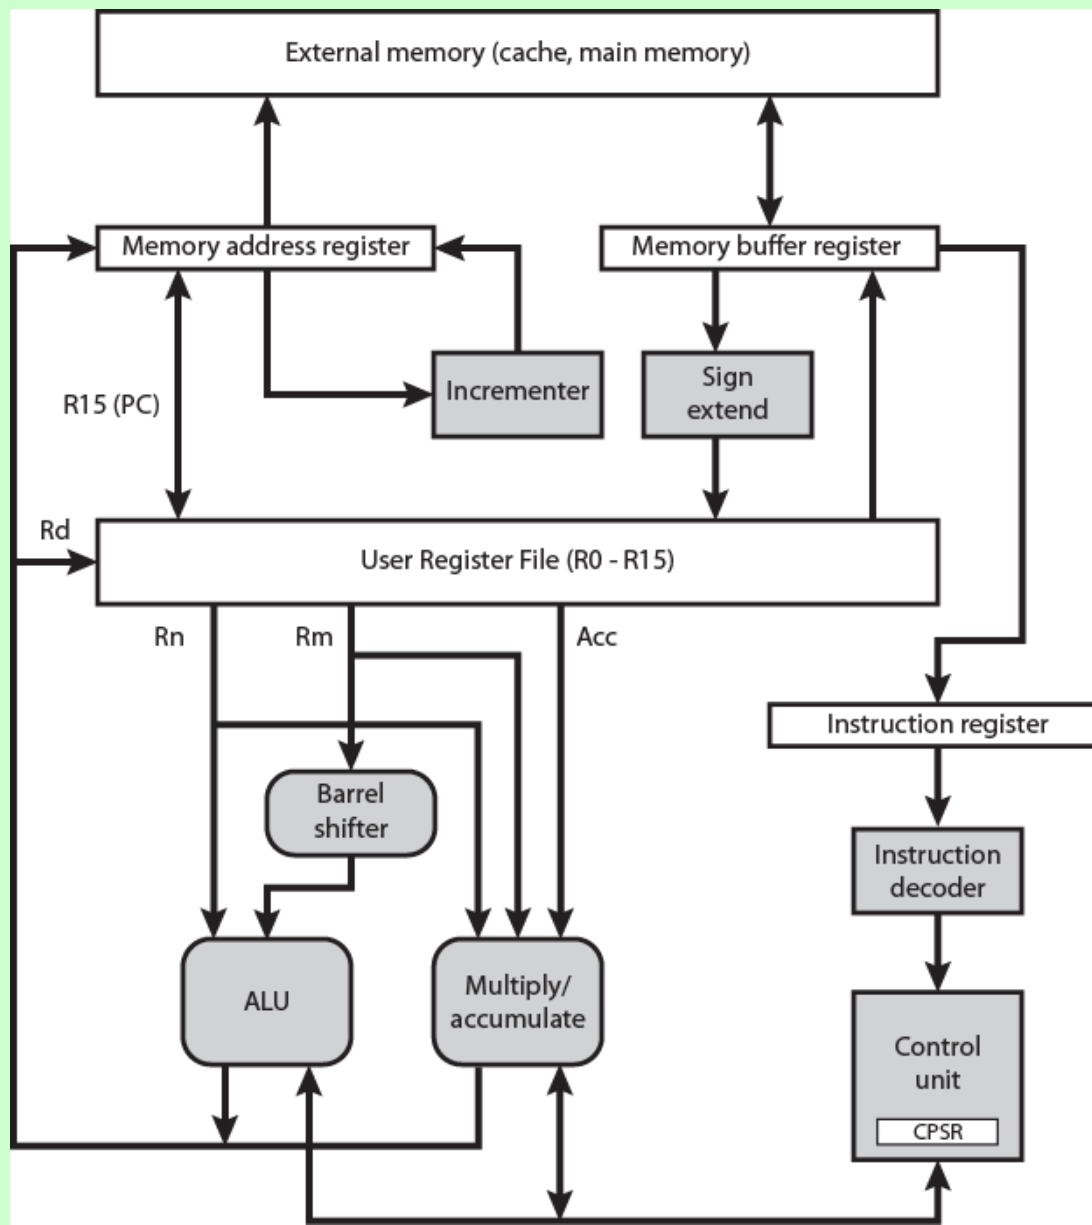 External memory (cache, main memory)
Memory address register
Memory buffer register
Incrementer
Sign
extend
R15 (PC)
Rd
User Register File (R0 - R15)
Rn
Rm
Acc
Instruction register
Barrel
shifter
Instruction
decoder
ALU
Multiply/
accumulate
Control
unit
CPSR